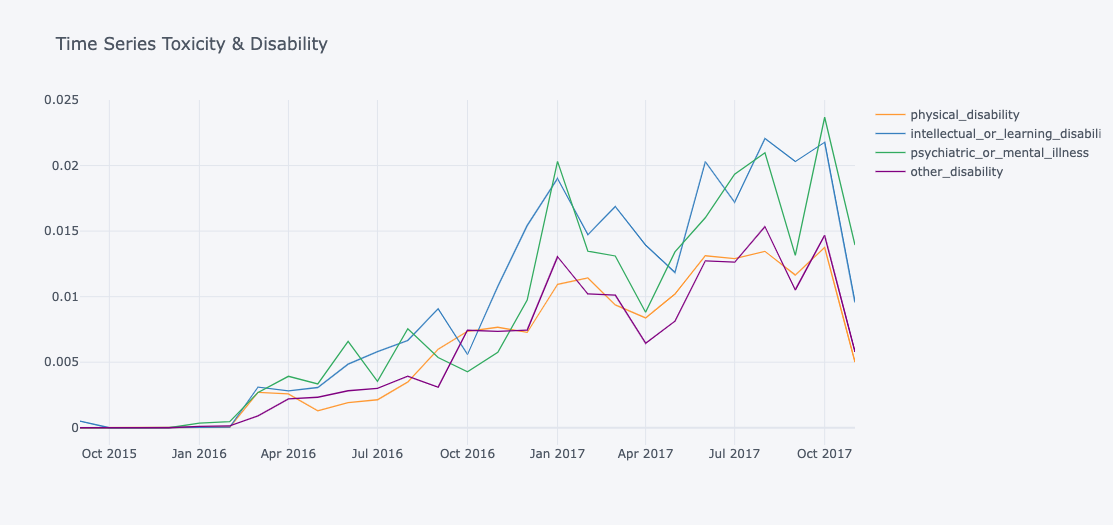 Time Series Toxicity & Disability
0.025
0.02
0.015
0.01
0.005
0
Oct 2015
Jan 2016
Apr 2016
Jul 2016
Oct 2016
Jan 2017
Apr 2017
Jul 2017
Oct 2017
physical_disability
intellectual_or_learning_disabili
psychiatric_or_mental_illness
other_disability